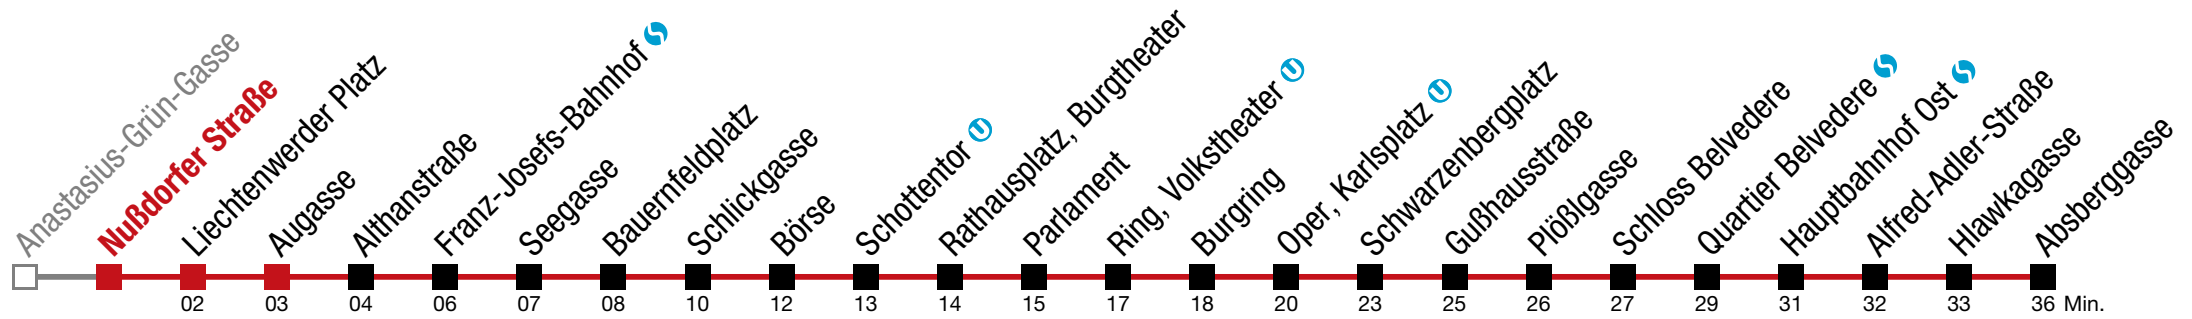 Anastasius-Grün-Gasse
Nußdorfer Straße
Liechtenwerder Platz
Augasse
Althanstraße
Franz-Josefs-Bahnhof
Seegasse
Bauernfeldplatz
Schlickgasse
Börse
Schottentor
Rathausplatz, Burgtheater
Parlament
Ring, Volkstheater
Burgring
Oper, Karlsplatz
Schwarzenbergplatz
Gußhausstraße
Plößlgasse
Schloss Belvedere
Quartier Belvedere
Hauptbahnhof Ost
Alfred-Adler-Straße
Hlawkagasse
Absberggasse
02 03 04 06 07 08 10 12 13 14 15 17 18 20 23 25 26 27 29 31 32 33 36 Min.